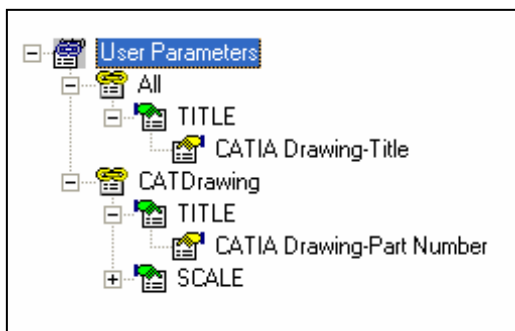 User Parameters
All
TITLE
CATIA Drawing-Title
CATDrawing
TITLE
CATIA Drawing-Part Number
SCALE